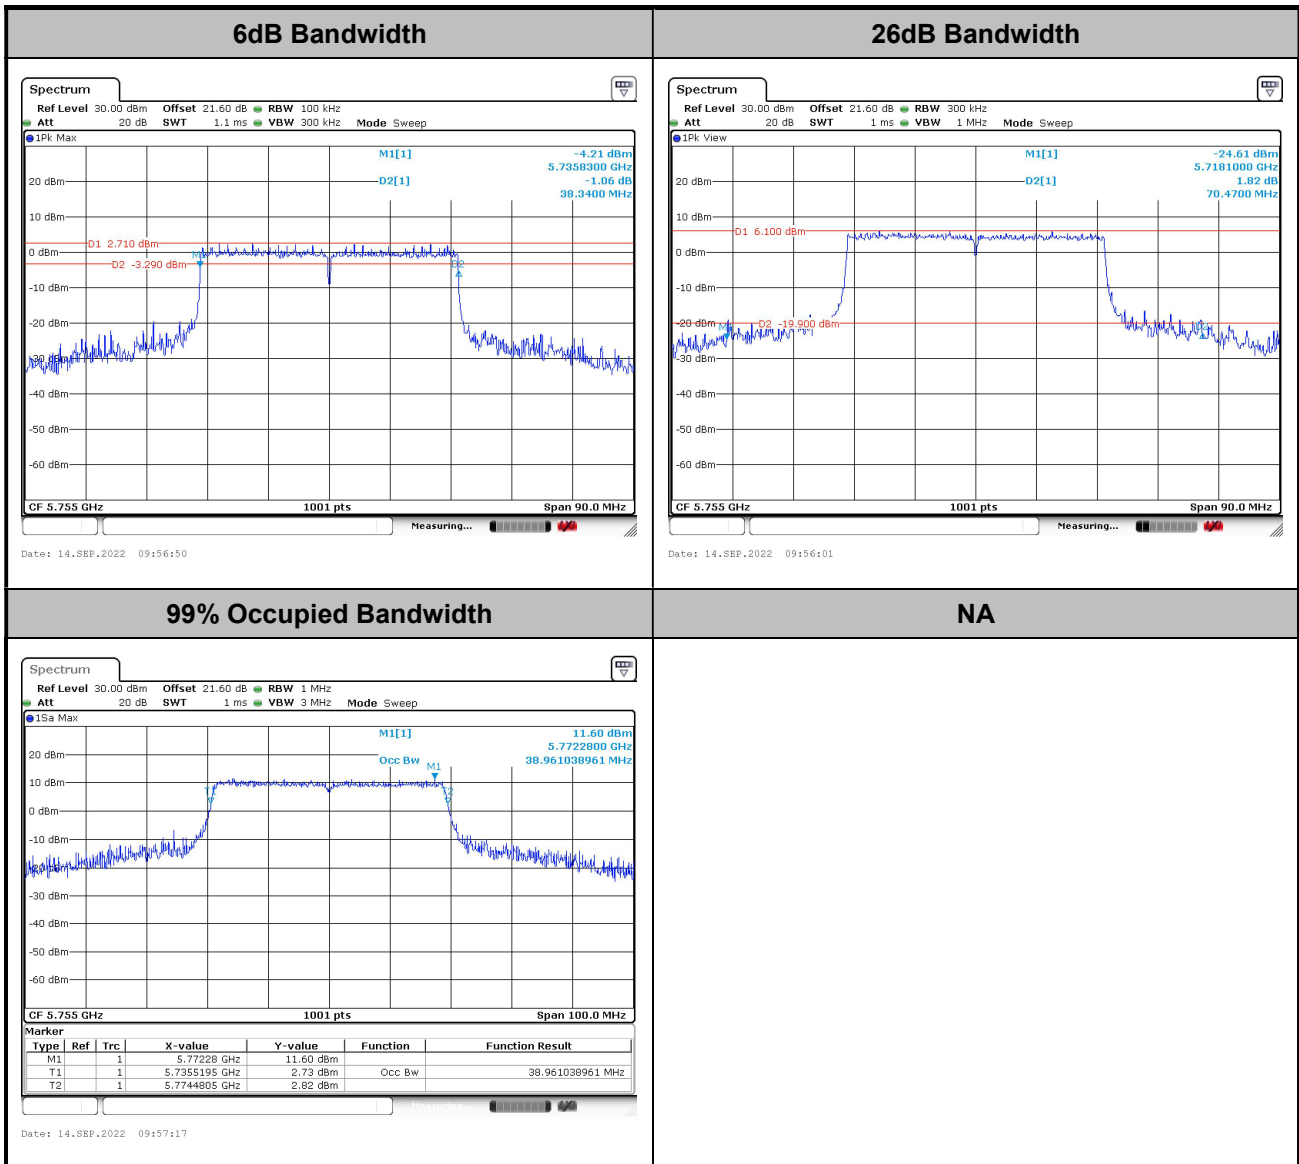 6dB Bandwidth
26dB Bandwidth
Spectrum
Ref Level 30.00 dBm Offset 21.60 dB RBW 100 kHz
Att 20 dB SWT 1.1 ms VBW 300 kHz Mode Sweep
1Pk Max
M1[1] -4.21 dBm
5.7358300 GHz
D2[1] -1.06 dB
38.3400 MHz
20 dBm
10 dBm
D1 2.710 dBm
0 dBm
D2 -3.290 dBm
D2
-10 dBm
-20 dBm
-30 dBm
-40 dBm
-50 dBm
-60 dBm
CF 5.755 GHz 1001 pts Span 90.0 MHz
Measuring...
Date: 14.SEP.2022 09:56:50
Spectrum
Ref Level 30.00 dBm Offset 21.60 dB RBW 300 kHz
Att 20 dB SWT 1 ms VBW 1 MHz Mode Sweep
1Pk View
M1[1] -24.61 dBm
5.7181000 GHz
D2[1] 1.82 dB
70.4700 MHz
20 dBm
10 dBm
D1 6.100 dBm
0 dBm
-10 dBm
-20 dBm
D2 -19.900 dBm
-30 dBm
-40 dBm
-50 dBm
-60 dBm
CF 5.755 GHz 1001 pts Span 90.0 MHz
Measuring...
Date: 14.SEP.2022 09:56:01
99% Occupied Bandwidth
NA
Spectrum
Ref Level 30.00 dBm Offset 21.60 dB RBW 1 MHz
Att 20 dB SWT 1 ms VBW 3 MHz Mode Sweep
1Sa Max
M1[1] 11.60 dBm
5.7722800 GHz
Occ Bw 38.961038961 MHz
M1
20 dBm
10 dBm
T1
T2
0 dBm
-10 dBm
-20 dBm
-30 dBm
-40 dBm
-50 dBm
-60 dBm
CF 5.755 GHz 1001 pts Span 100.0 MHz
Marker
Type Ref Trc X-value Y-value Function Function Result
M1 1 5.77228 GHz 11.60 dBm
T1 1 5.7355195 GHz 2.73 dBm Occ Bw 38.961038961 MHz
T2 1 5.7744805 GHz 2.82 dBm
Measuring...
Date: 14.SEP.2022 09:57:17